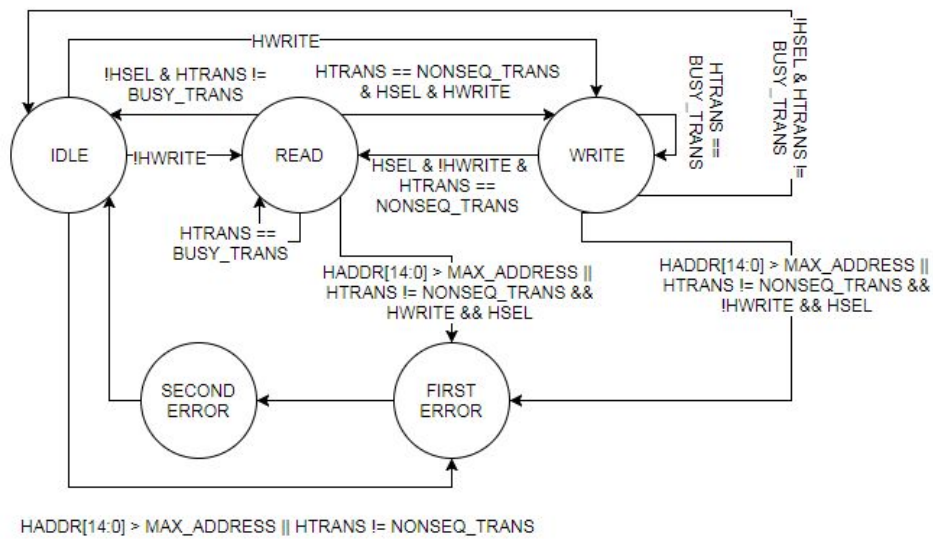 HWRITE
!HSEL & HTRANS !=
BUSY_TRANS
HTRANS == NONSEQ_TRANS
& HSEL & HWRITE
HTRANS ==
BUSY_TRANS
!HSEL & HTRANS !=
BUSY_TRANS
IDLE
!HWRITE
READ
HSEL & !HWRITE &
HTRANS ==
NONSEQ_TRANS
WRITE
HTRANS ==
BUSY_TRANS
HADDR[14:0] > MAX_ADDRESS ||
HTRANS != NONSEQ_TRANS &&
HWRITE && HSEL
HADDR[14:0] > MAX_ADDRESS ||
HTRANS != NONSEQ_TRANS &&
!HWRITE && HSEL
SECOND
ERROR
FIRST
ERROR
HADDR[14:0] > MAX_ADDRESS || HTRANS != NONSEQ_TRANS